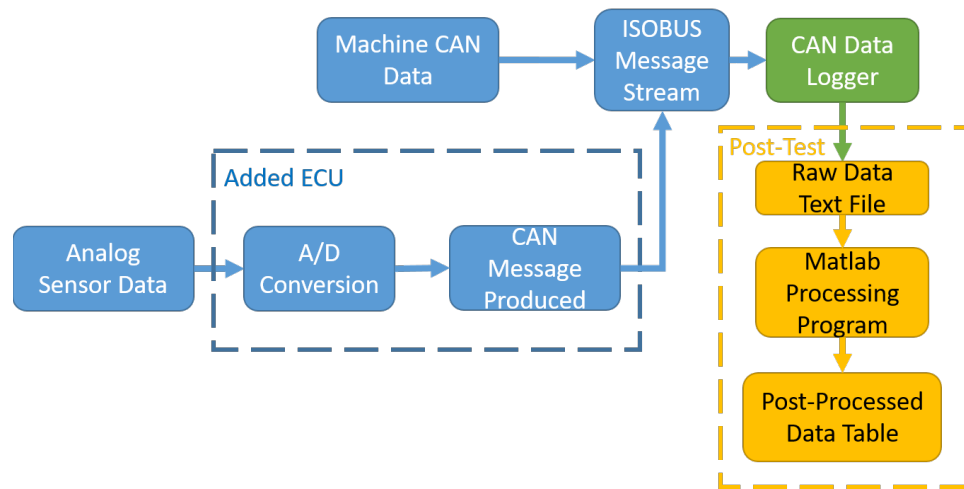 Machine CAN
Data
ISOBUS
Message
Stream
CAN Data
Logger
Post-Test
Added ECU
Raw Data
Text File
Analog
Sensor Data
A/D
Conversion
CAN
Message
Produced
Matlab
Processing
Program
Post-Processed
Data Table